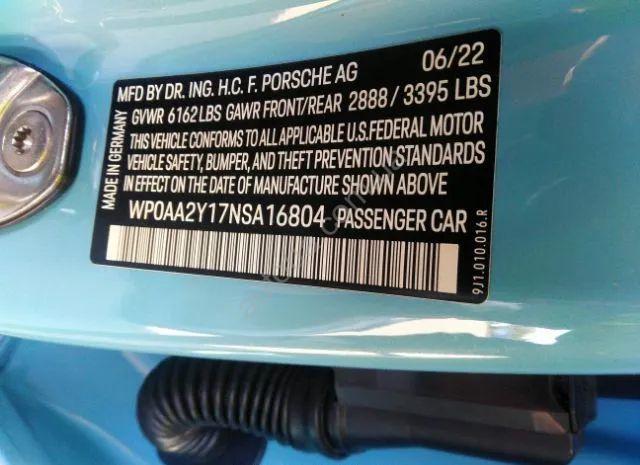 MFD BY DR. ING. H.C. F. PORSCHE AG 06/22
GVWR 6162 LBS GAWR FRONT/REAR 2888 / 3395 LBS
THIS VEHICLE CONFORMS TO ALL APPLICABLE U.S.FEDERAL MOTOR
VEHICLE SAFETY, BUMPER, AND THEFT PREVENTION STANDARDS
IN EFFECT ON THE DATE OF MANUFACTURE SHOWN ABOVE
WP0AA2Y17NSA16804 PASSENGER CAR
MADE IN GERMANY
9J1.010.016.R